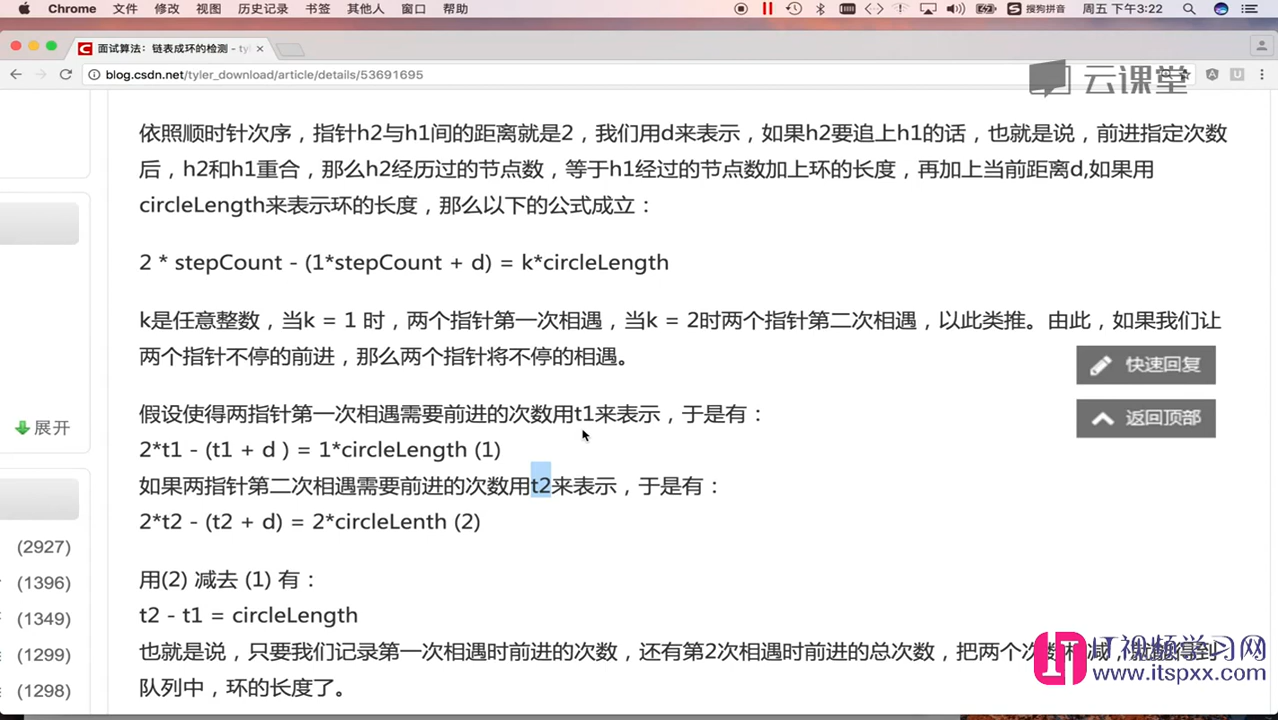 Chrome 文件 修改 视图 历史记录 书签 其他人 窗口 帮助 搜狗拼音 周五 下午3:22
面试算法：链表成环的检测 - tyl
blog.csdn.net/tyler_download/article/details/53691695
云课堂
依照顺时针次序，指针h2与h1间的距离就是2，我们用d来表示，如果h2要追上h1的话，也就是说，前进指定次数
后，h2和h1重合，那么h2经历过的节点数，等于h1经过的节点数加上环的长度，再加上当前距离d,如果用
circleLength来表示环的长度，那么以下的公式成立：
2 * stepCount - (1*stepCount + d) = k*circleLength
k是任意整数，当k = 1 时，两个指针第一次相遇，当k = 2时两个指针第二次相遇，以此类推。由此，如果我们让
两个指针不停的前进，那么两个指针将不停的相遇。
快速回复
假设使得两指针第一次相遇需要前进的次数用t1来表示，于是有：
返回顶部
展开
2*t1 - (t1 + d ) = 1*circleLength (1)
如果两指针第二次相遇需要前进的次数用t2来表示，于是有：
2*t2 - (t2 + d) = 2*circleLenth (2)
(2927)
用(2) 减去 (1) 有：
(1396)
t2 - t1 = circleLength
(1349)
也就是说，只要我们记录第一次相遇时前进的次数，还有第2次相遇时前进的总次数，把两个次数相减，就能得到
(1299)
队列中，环的长度了。
(1298)
IT视频学习网
www.itspxx.com